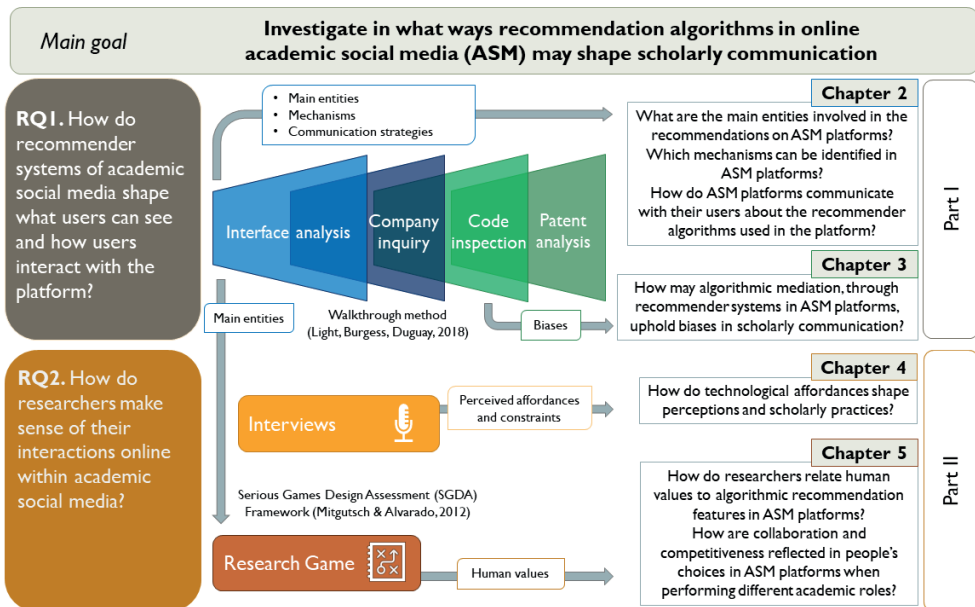 Main goal
Investigate in what ways recommendation algorithms in online
academic social media (ASM) may shape scholarly communication
RQ1. How do
recommender
systems of academic
social media shape
what users can see
and how users
interact with the
platform?
• Main entities
• Mechanisms
• Communication strategies
Interface analysis
Company
inquiry
Code
inspection
Patent
analysis
Main entities
Walkthrough method
(Light, Burgess, Duguay, 2018)
Biases
Chapter 2
What are the main entities involved in the
recommendations on ASM platforms?
Which mechanisms can be identified in
ASM platforms?
How do ASM platforms communicate
with their users about the recommender
algorithms used in the platform?
Chapter 3
How may algorithmic mediation, through
recommender systems in ASM platforms,
uphold biases in scholarly communication?
Part I
RQ2. How do
researchers make
sense of their
interactions online
within academic
social media?
Interviews
Perceived affordances
and constraints
Serious Games Design Assessment (SGDA)
Framework (Mitgutsch & Alvarado, 2012)
Research Game
Human values
Chapter 4
How do technological affordances shape
perceptions and scholarly practices?
Chapter 5
How do researchers relate human
values to algorithmic recommendation
features in ASM platforms?
How are collaboration and
competitiveness reflected in people's
choices in ASM platforms when
performing different academic roles?
Part II